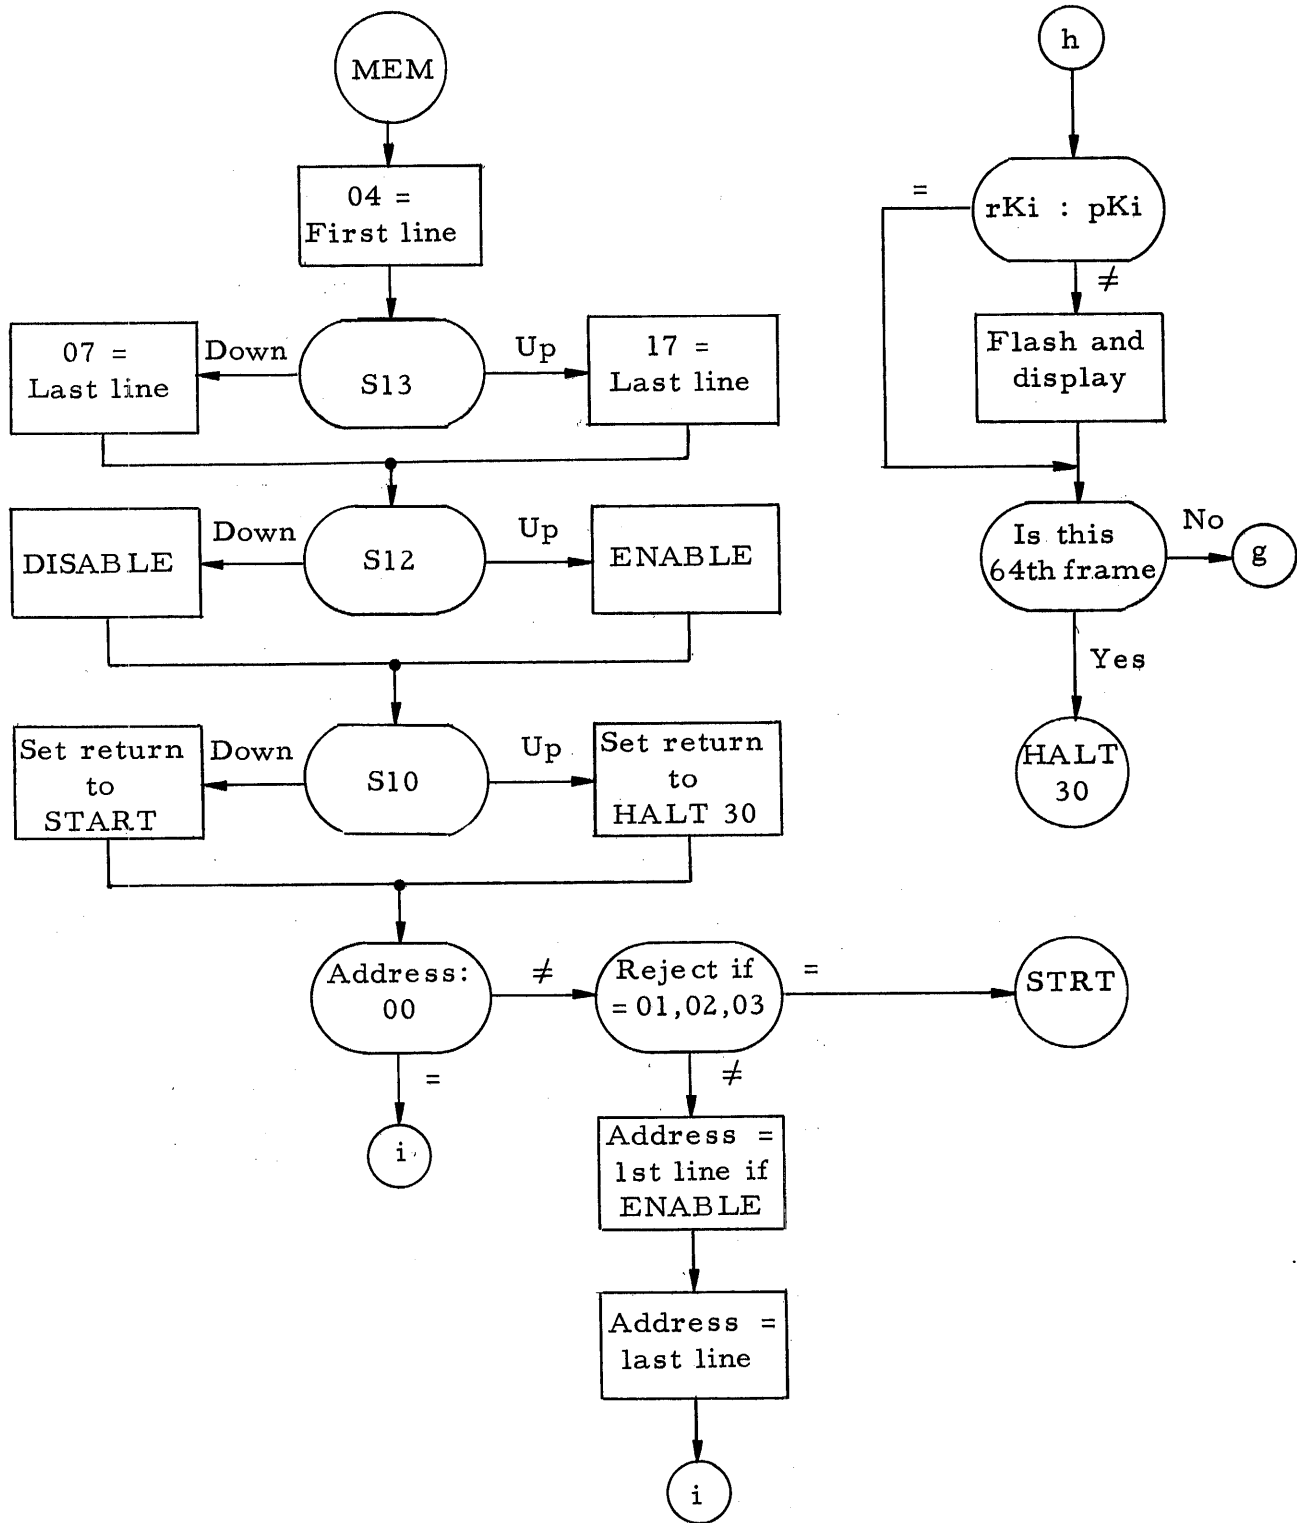 MEM
04 =
First line
07 =
Last line
Down
S13
Up
17 =
Last line
DISABLE
Down
S12
Up
ENABLE
Set return
to
START
Down
S10
Up
Set return
to
HALT 30
Address:
00
≠
=
i
Reject if
= 01,02,03
=
STRT
≠
Address =
1st line if
ENABLE
Address =
last line
i
h
=
rKi : pKi
≠
Flash and
display
Is this
64th frame
No
g
Yes
HALT
30